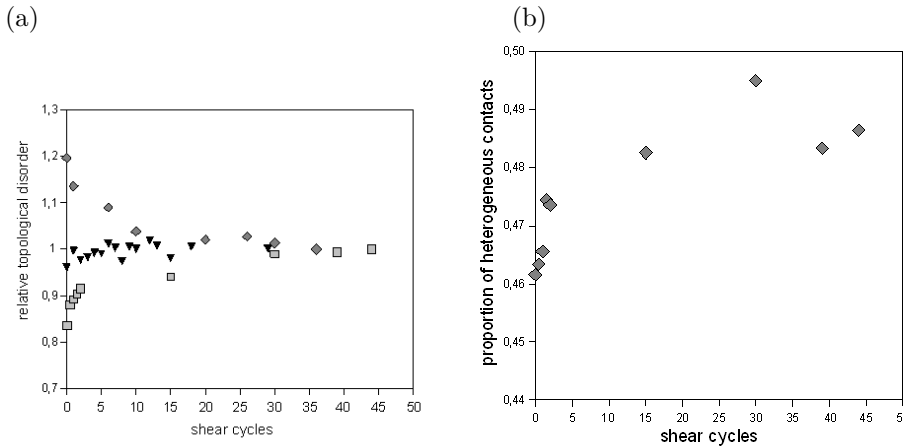 (a)
1,3
1,2
1,1
1
0,9
0,8
0,7
relative topological disorder
0 5 10 15 20 25 30 35 40 45 50
shear cycles
(b)
0,50
0,49
0,48
0,47
0,46
0,45
0,44
proportion of heterogeneous contacts
0 5 10 15 20 25 30 35 40 45 5
shear cycles